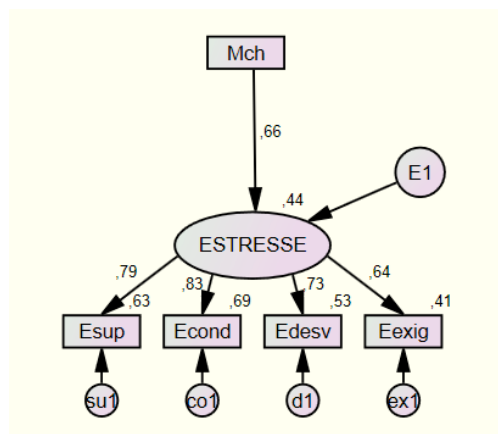 Mch
,66
E1
,44
ESTRESSE
,79 ,83 ,73 ,64
,63 ,69 ,53 ,41
Esup Econd Edesv Eexig
su1 co1 d1 ex1